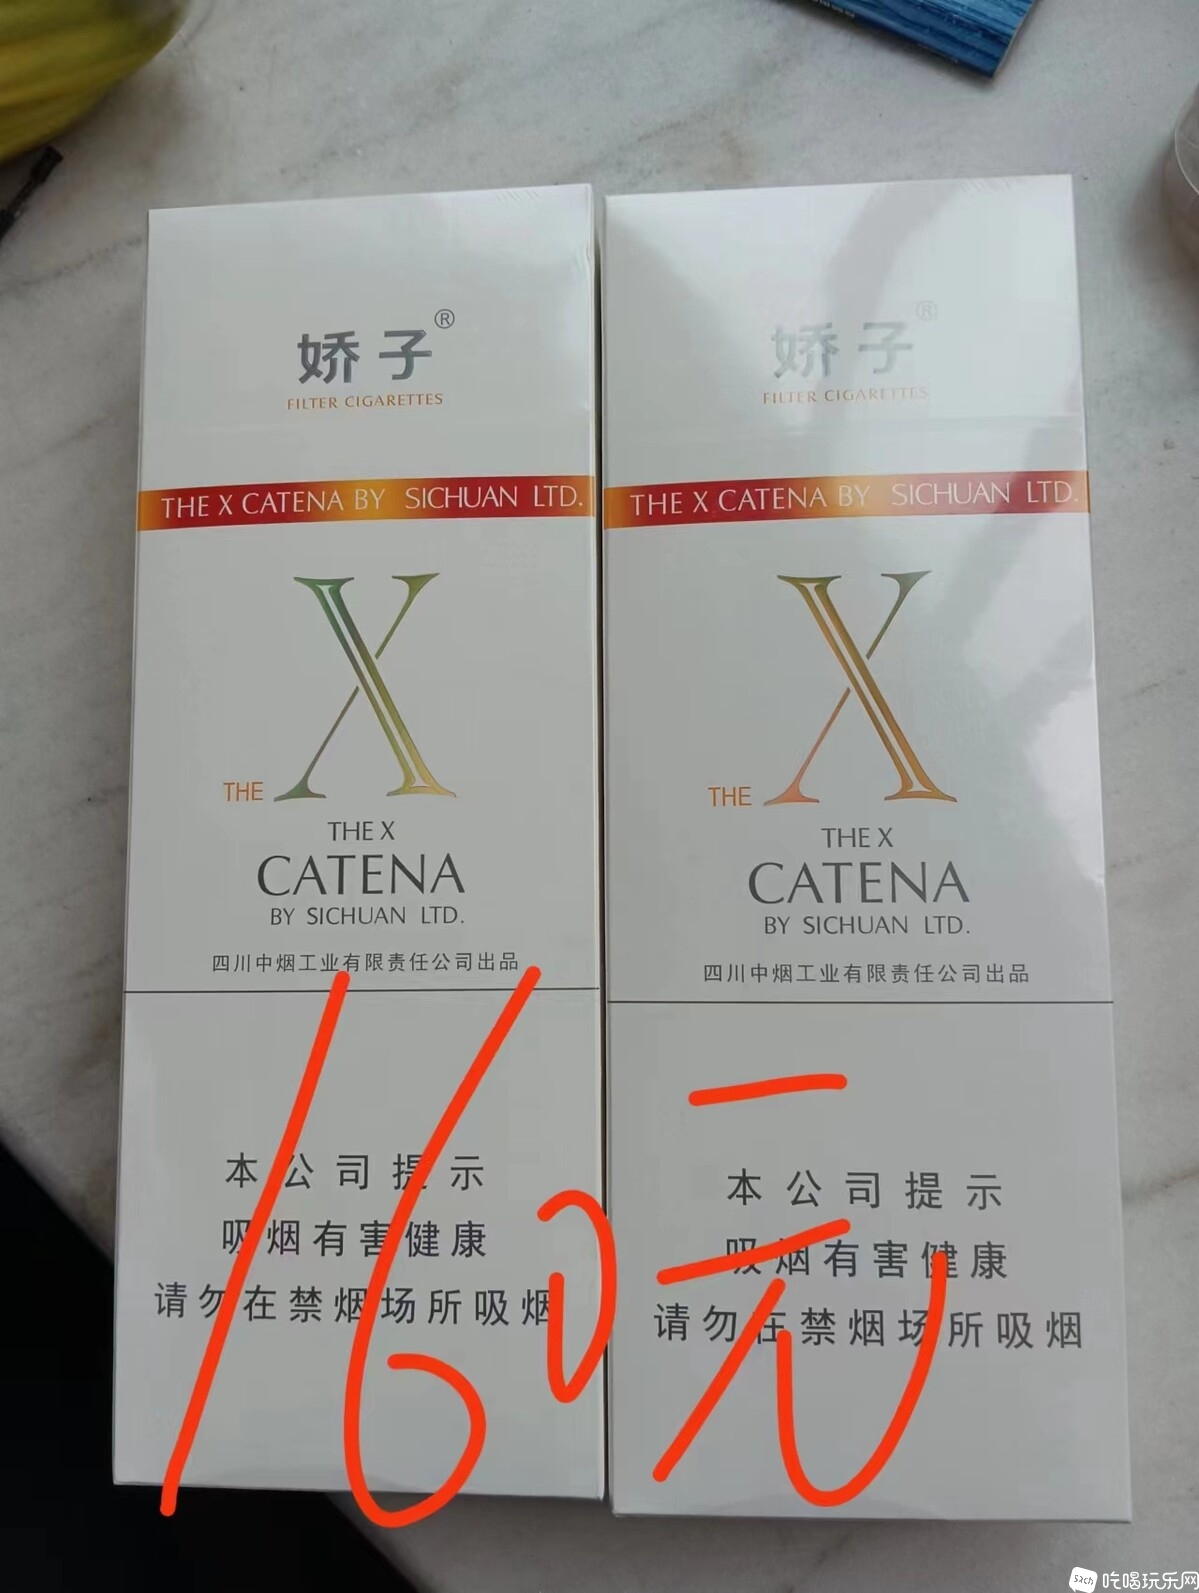 娇子®
FILTER CIGARETTES
THE X CATENA BY SICHUAN LTD.
X
THE
THE X
CATENA
BY SICHUAN LTD.
四川中烟工业有限责任公司出品
本公司提示
吸烟有害健康
请勿在禁烟场所吸烟
娇子®
FILTER CIGARETTES
THE X CATENA BY SICHUAN LTD.
X
THE
THE X
CATENA
BY SICHUAN LTD.
四川中烟工业有限责任公司出品
本公司提示
吸烟有害健康
请勿在禁烟场所吸烟
160元
吃喝玩乐网